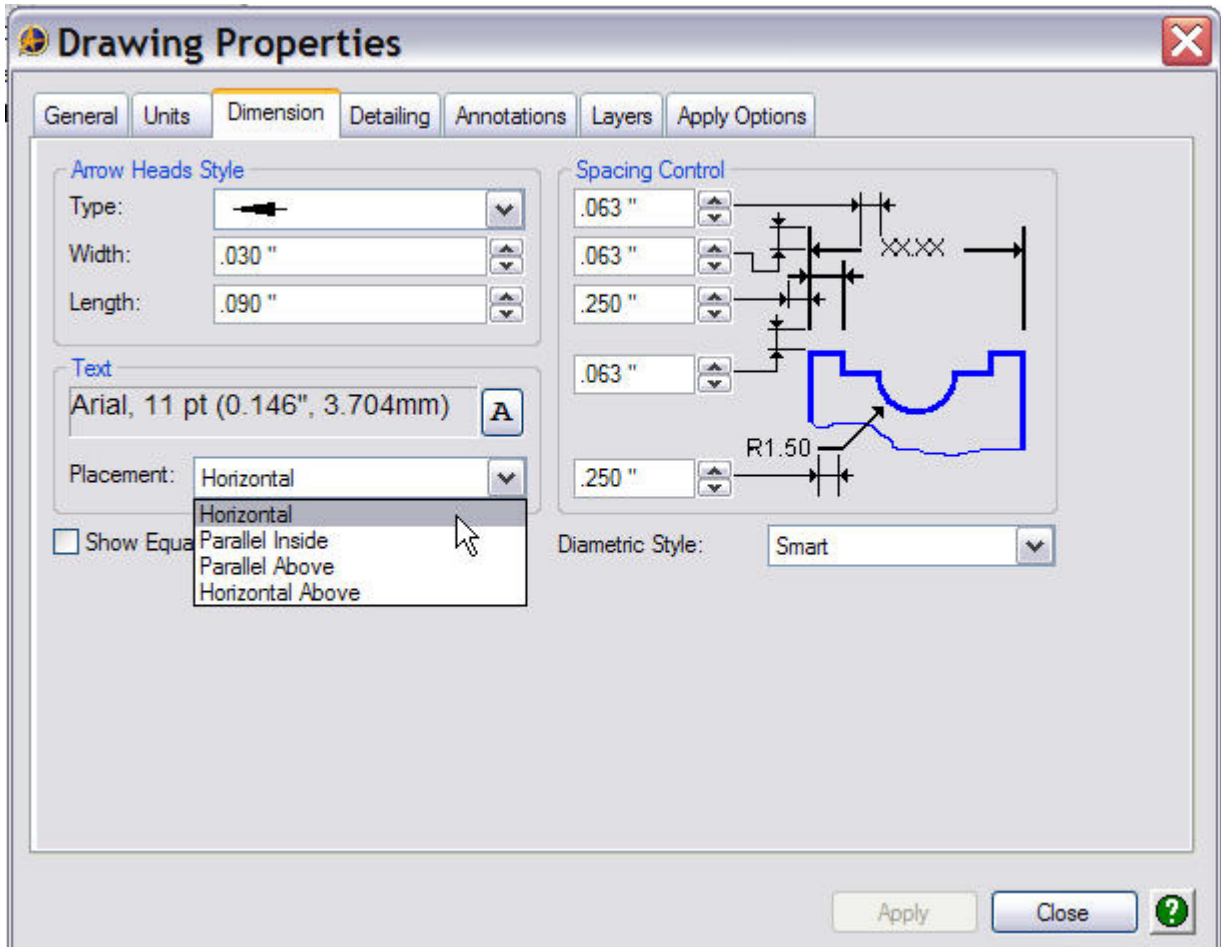 Drawing Properties
General Units Dimension Detailing Annotations Layers Apply Options
Arrow Heads Style
Type:
Width: .030 "
Length: .090 "
Text
Arial, 11 pt (0.146", 3.704mm) A
Placement: Horizontal
Horizontal
Parallel Inside
Parallel Above
Horizontal Above
Show Equa
Spacing Control
.063 "
.063 "
.250 "
.063 "
.250 "
XX.XX
R1.50
Diametric Style: Smart
Apply Close ?